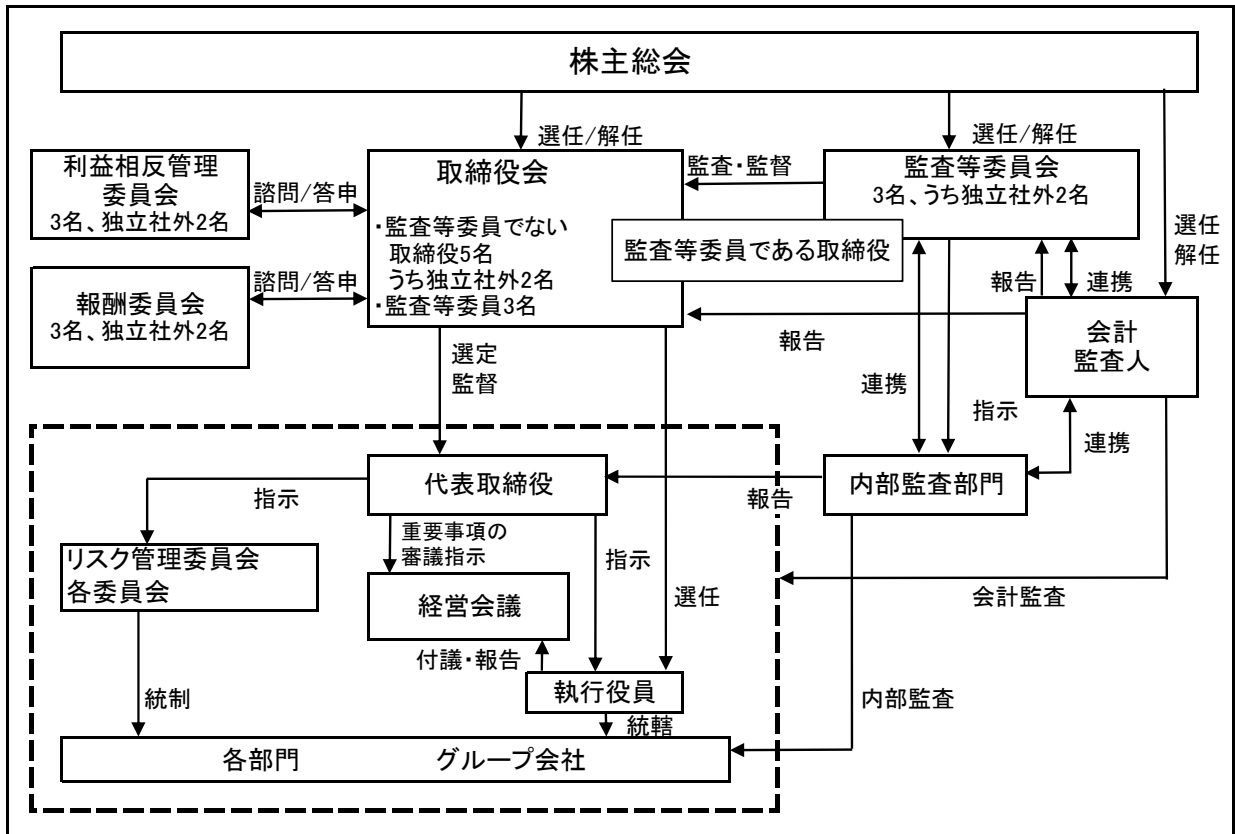 株主総会
選任/解任
選任/解任
選任
解任
利益相反管理
委員会
3名、独立社外2名
諮問/答申
取締役会
・監査等委員でない
取締役5名
うち独立社外2名
・監査等委員3名
監査・監督
監査等委員会
3名、うち独立社外2名
監査等委員である取締役
報酬委員会
3名、独立社外2名
諮問/答申
報告
連携
会計
監査人
報告
選定
監督
連携
指示
連携
代表取締役
報告
内部監査部門
指示
重要事項の
審議指示
指示
選任
会計監査
リスク管理委員会
各委員会
経営会議
付議・報告
執行役員
統制
統轄
内部監査
各部門
グループ会社